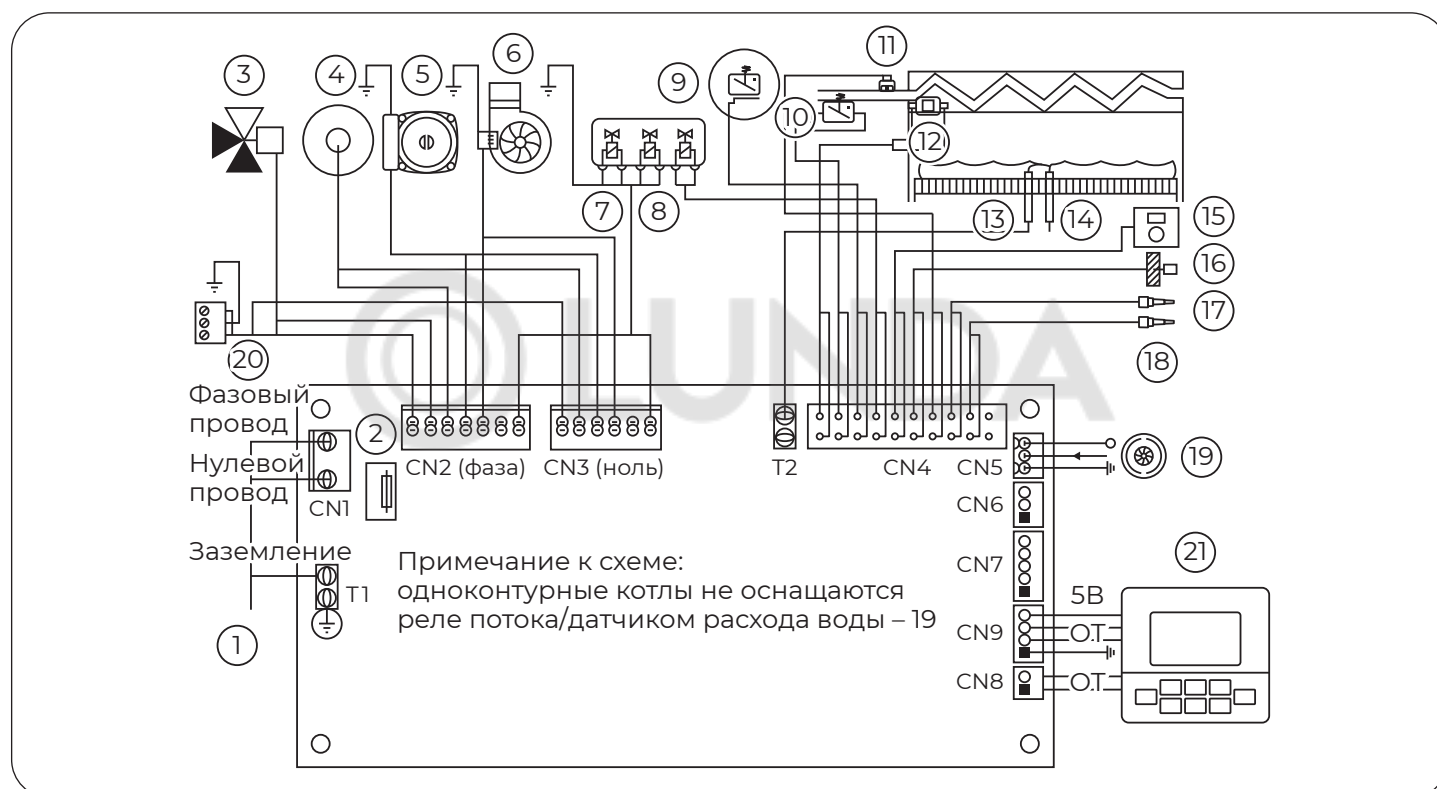 3
4
5
6
9
11
10
12
7
8
13
14
15
16
17
18
LUNDA
20
Фазовый
провод
2
Нулевой
провод
CN1
CN2 (фаза)
CN3 (ноль)
T2
CN4
CN5
19
CN6
Заземление
T1
Примечание к схеме:
одноконтурные котлы не оснащаются
реле потока/датчиком расхода воды – 19
CN7
21
1
5В
CN9
ОТ
CN8
ОТ